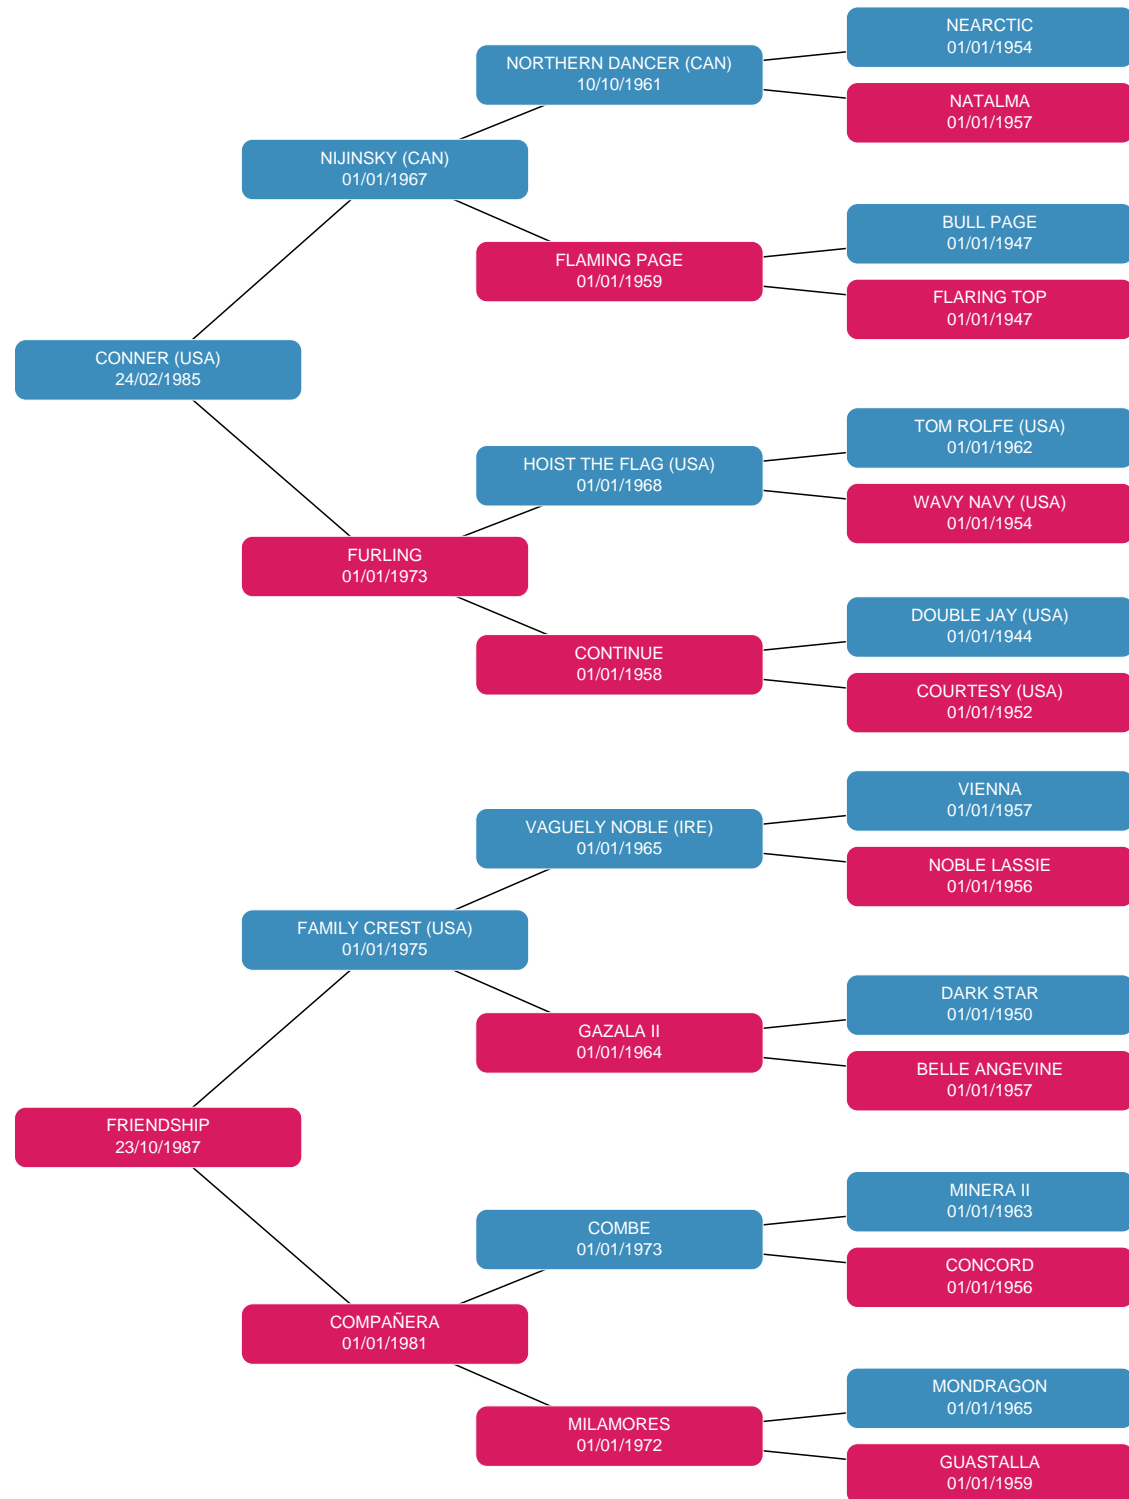 NEARCTIC
01/01/1954
NORTHERN DANCER (CAN)
10/10/1961
NATALMA
01/01/1957
NIJINSKY (CAN)
01/01/1967
BULL PAGE
01/01/1947
FLAMING PAGE
01/01/1959
FLARING TOP
01/01/1947
CONNER (USA)
24/02/1985
TOM ROLFE (USA)
01/01/1962
HOIST THE FLAG (USA)
01/01/1968
WAVY NAVY (USA)
01/01/1954
FURLING
01/01/1973
DOUBLE JAY (USA)
01/01/1944
CONTINUE
01/01/1958
COURTESY (USA)
01/01/1952
VIENNA
01/01/1957
VAGUELY NOBLE (IRE)
01/01/1965
NOBLE LASSIE
01/01/1956
FAMILY CREST (USA)
01/01/1975
DARK STAR
01/01/1950
GAZALA II
01/01/1964
BELLE ANGEVINE
01/01/1957
FRIENDSHIP
23/10/1987
MINERA II
01/01/1963
COMBE
01/01/1973
CONCORD
01/01/1956
COMPAÑERA
01/01/1981
MONDRAGON
01/01/1965
MILAMORES
01/01/1972
GUASTALLA
01/01/1959